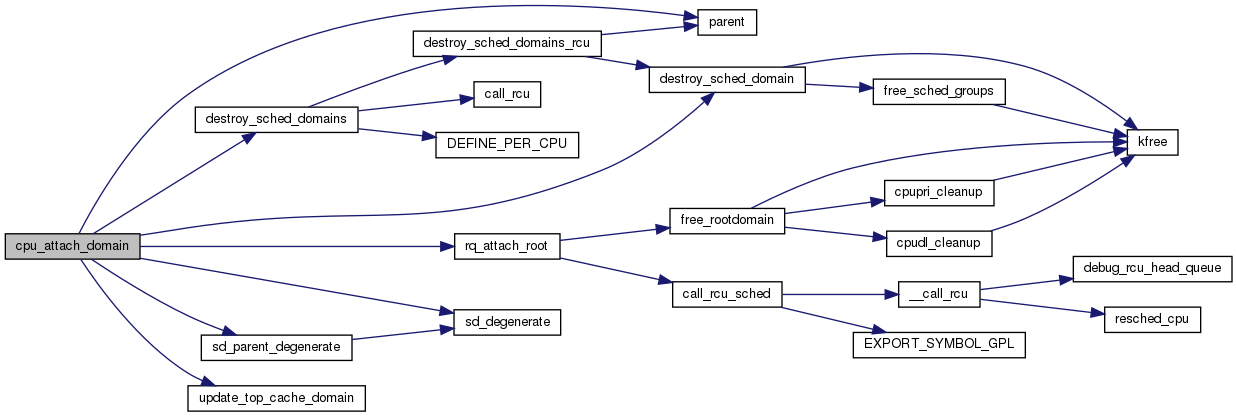 parent
destroy_sched_domains_rcu
destroy_sched_domain
call_rcu
free_sched_groups
destroy_sched_domains
DEFINE_PER_CPU
kfree
cpupri_cleanup
free_rootdomain
cpu_attach_domain
rq_attach_root
cpudl_cleanup
debug_rcu_head_queue
call_rcu_sched
__call_rcu
sd_degenerate
resched_cpu
sd_parent_degenerate
EXPORT_SYMBOL_GPL
update_top_cache_domain